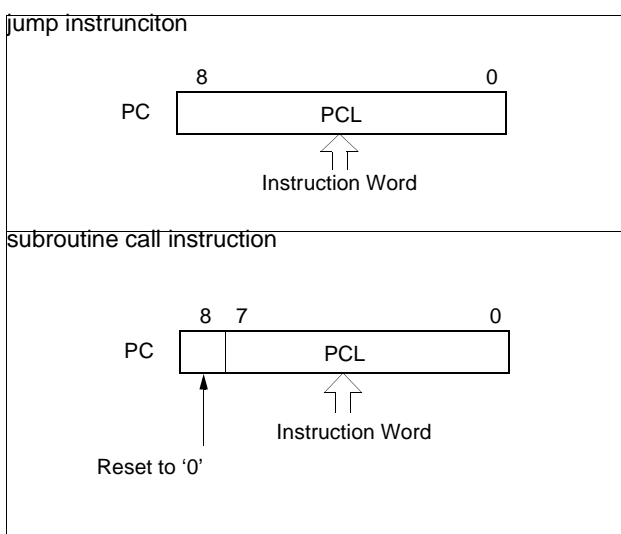 jump instrunciton
8 0
PC PCL
Instruction Word
subroutine call instruction
8 7 0
PC PCL
Instruction Word
Reset to ‘0’